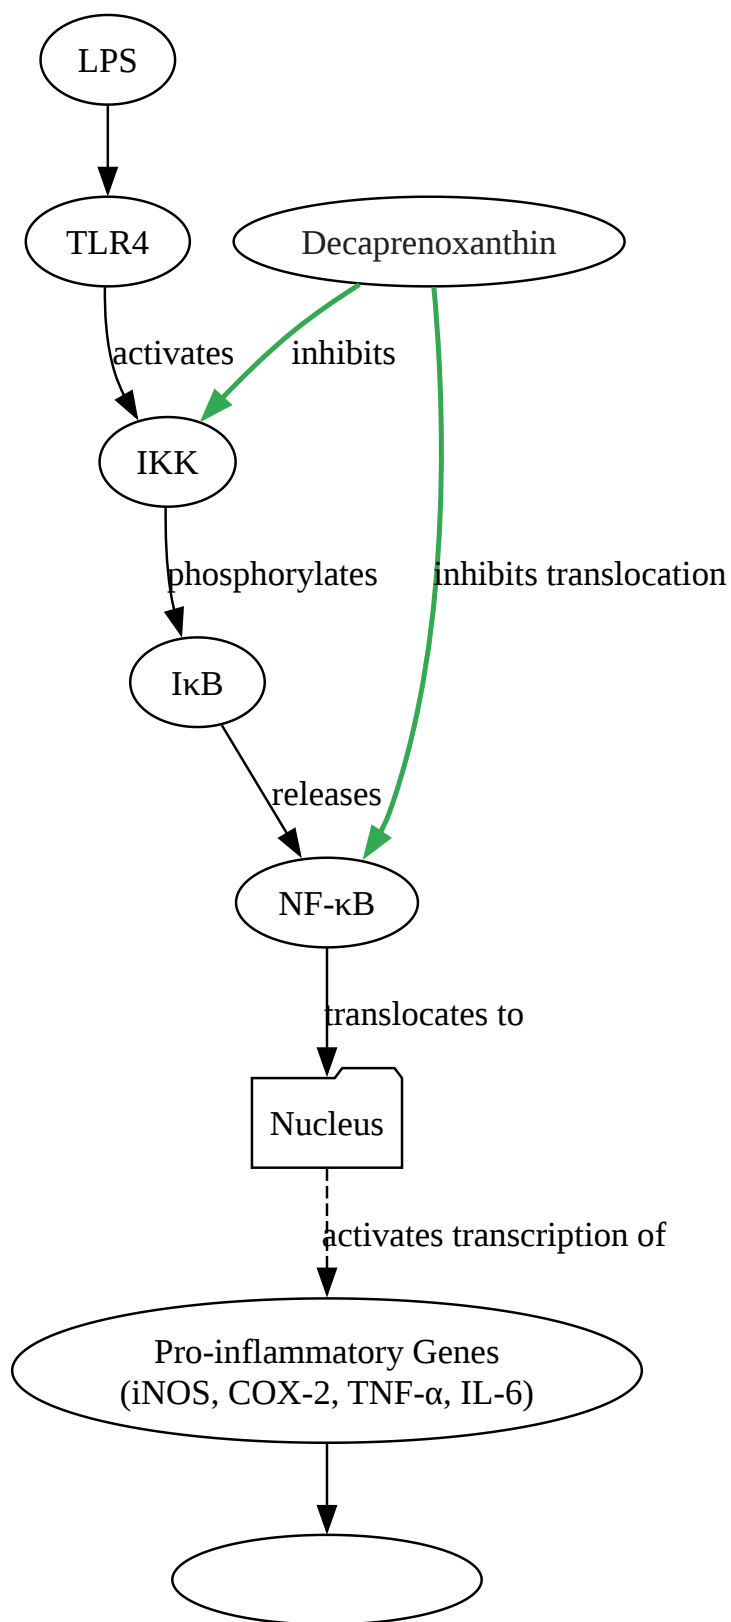 LPS
TLR4
Decaprenoxanthin
activates
inhibits
IKK
phosphorylates
inhibits translocation
IκB
releases
NF-κB
translocates to
Nucleus
activates transcription of
Pro-inflammatory Genes
(iNOS, COX-2, TNF-α, IL-6)